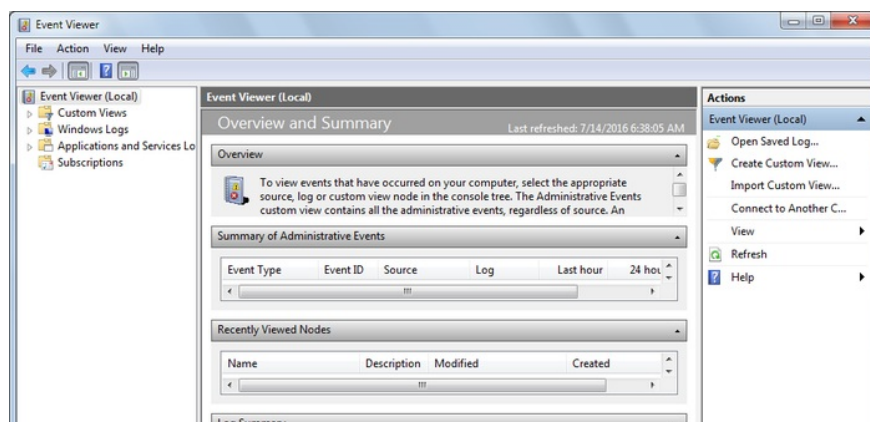 Event Viewer
File Action View Help
Event Viewer (Local)
Custom Views
Windows Logs
Applications and Services Lo
Subscriptions
Event Viewer (Local)
Overview and Summary
Last refreshed: 7/14/2016 6:38:05 AM
Overview
To view events that have occurred on your computer, select the appropriate
source, log or custom view node in the console tree. The Administrative Events
custom view contains all the administrative events, regardless of source. An
Summary of Administrative Events
Event Type Event ID Source Log Last hour 24 hou
Recently Viewed Nodes
Name Description Modified Created
Log Summary
Actions
Event Viewer (Local)
Open Saved Log...
Create Custom View...
Import Custom View...
Connect to Another C...
View
Refresh
Help